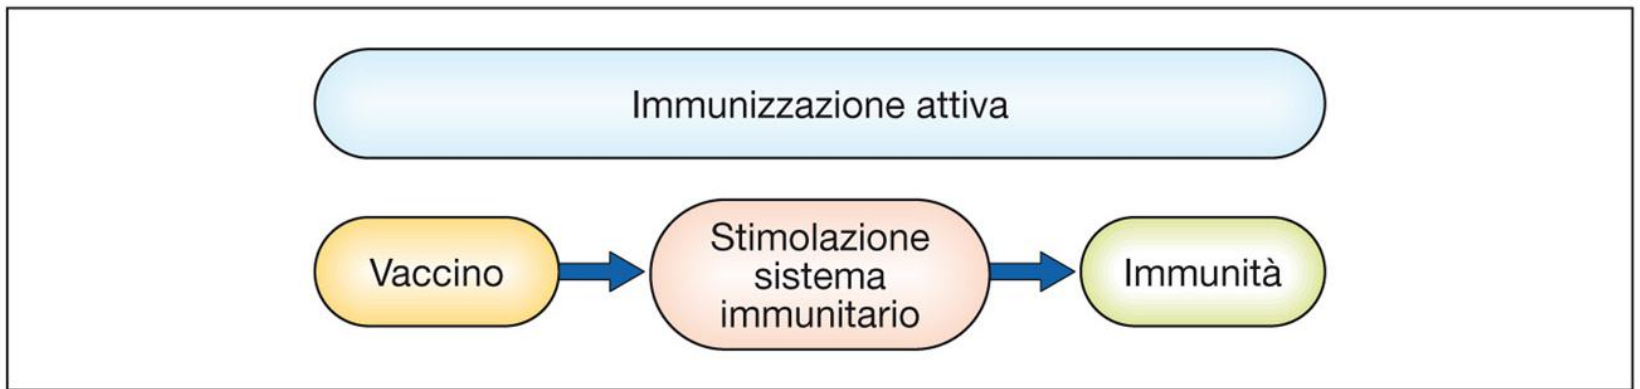 Immunizzazione attiva
Vaccino
Stimolazione
sistema
immunitario
Immunità